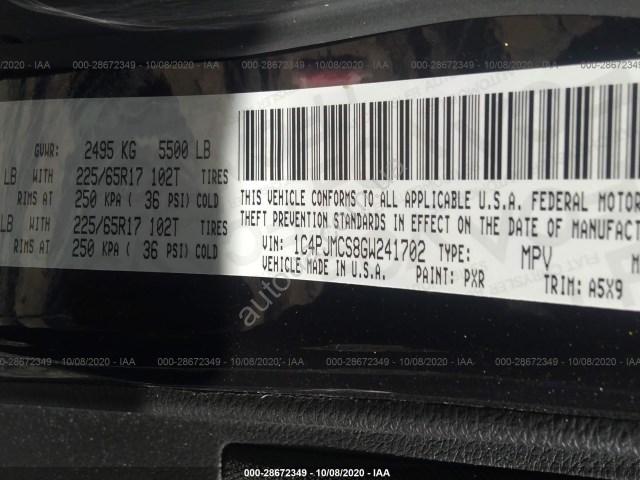 000-28672349 - 10/08/2020 - IAA
GVWR: 2495 KG 5500 LB
LB WITH 225/65R17 102T TIRES
RIMS AT 250 KPA ( 36 PSI) COLD
LB WITH 225/65R17 102T TIRES
RIMS AT 250 KPA ( 36 PSI) COLD
THIS VEHICLE CONFORMS TO ALL APPLICABLE U.S.A. FEDERAL MOTOR
THEFT PREVENTION STANDARDS IN EFFECT ON THE DATE OF MANUFACT
VIN: 1C4PJMCS8GW241702 TYPE: MPV
VEHICLE MADE IN U.S.A. PAINT: PXR TRIM: A5X9
000-28672349 - 10/08/2020 - IAA
000-28672349 - 10/08/2020 - IAA